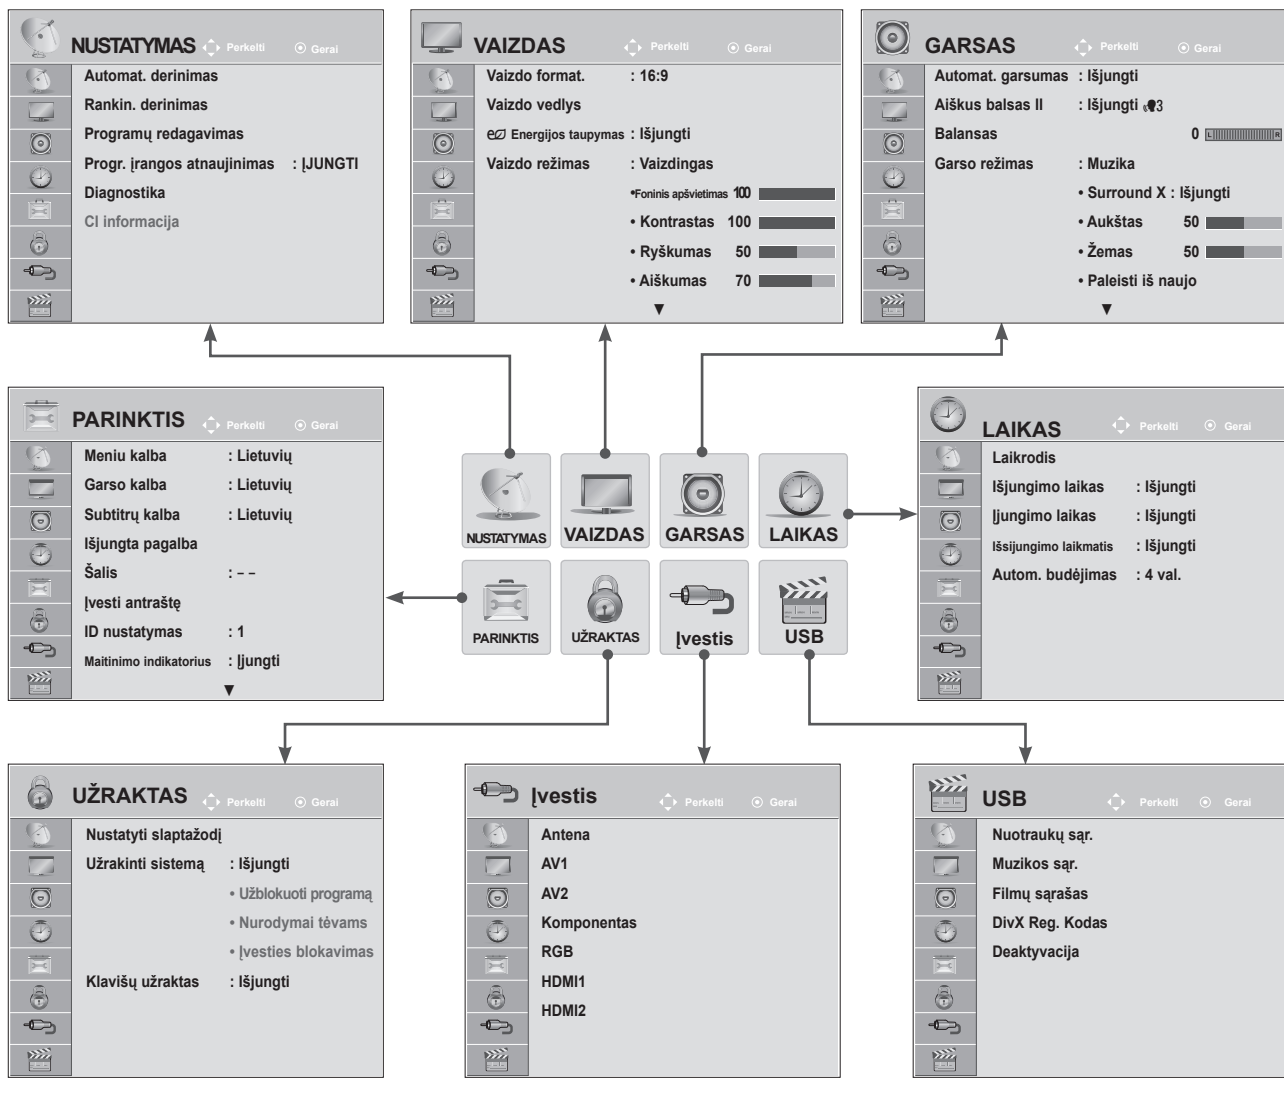 NUSTATYMAS Perkelti Gerai
Automat. derinimas
Rankin. derinimas
Programų redagavimas
Progr. įrangos atnaujinimas : ĮJUNGTI
Diagnostika
CI informacija
VAIZDAS Perkelti Gerai
Vaizdo format. : 16:9
Vaizdo vedlys
Energijos taupymas : Išjungti
Vaizdo režimas : Vaizdingas
•Foninis apšvietimas 100
• Kontrastas 100
• Ryškumas 50
• Aiškumas 70
▼
GARSAS Perkelti Gerai
Automat. garsumas : Išjungti
Aiškus balsas II : Išjungti 3
Balansas 0 L R
Garso režimas : Muzika
• Surround X : Išjungti
• Aukštas 50
• Žemas 50
• Paleisti iš naujo
▼
PARINKTIS Perkelti Gerai
Meniu kalba : Lietuvių
Garso kalba : Lietuvių
Subtitrų kalba : Lietuvių
Išjungta pagalba
Šalis : – –
Įvesti antraštę
ID nustatymas : 1
Maitinimo indikatorius : Įjungti
▼
NUSTATYMAS
VAIZDAS
GARSAS
LAIKAS
PARINKTIS
UŽRAKTAS
Įvestis
USB
LAIKAS Perkelti Gerai
Laikrodis
Išjungimo laikas : Išjungti
Įjungimo laikas : Išjungti
Išsijungimo laikmatis : Išjungti
Autom. budėjimas : 4 val.
UŽRAKTAS Perkelti Gerai
Nustatyti slaptažodį
Užrakinti sistemą : Išjungti
• Užblokuoti programą
• Nurodymai tėvams
• Įvesties blokavimas
Klavišų užraktas : Išjungti
Įvestis Perkelti Gerai
Antena
AV1
AV2
Komponentas
RGB
HDMI1
HDMI2
USB Perkelti Gerai
Nuotraukų sąr.
Muzikos sąr.
Filmų sąrašas
DivX Reg. Kodas
Deaktyvacija